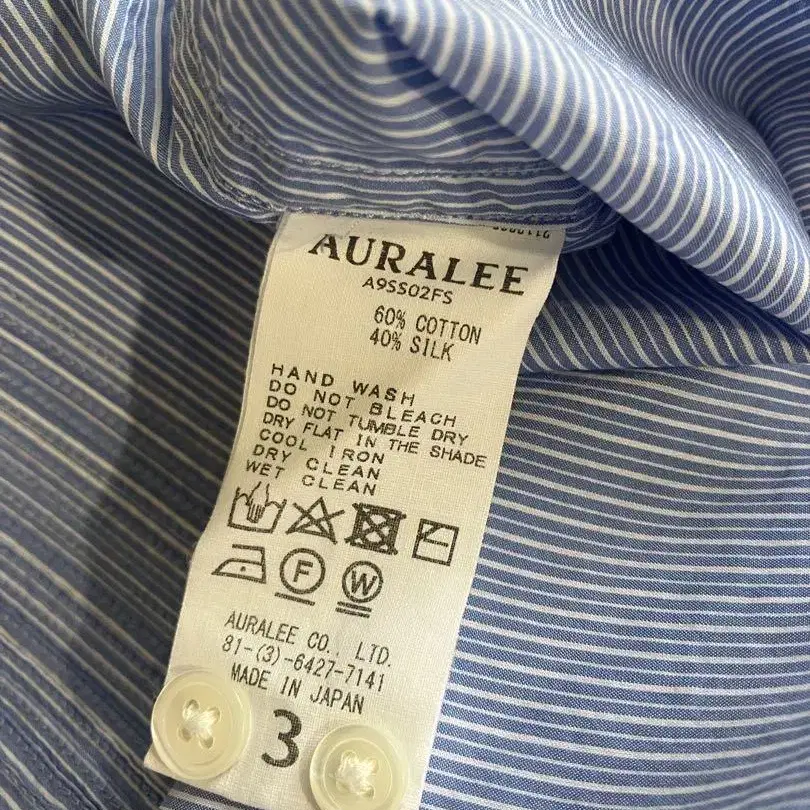 AURALEE
A9SS02FS
60% COTTON
40% SILK
HAND WASH
DO NOT BLEACH
DO NOT TUMBLE DRY
DRY FLAT IN THE SHADE
COOL IRON
DRY CLEAN
WET CLEAN
F W
AURALEE CO., LTD.
81-(3)-6427-7141
MADE IN JAPAN
3